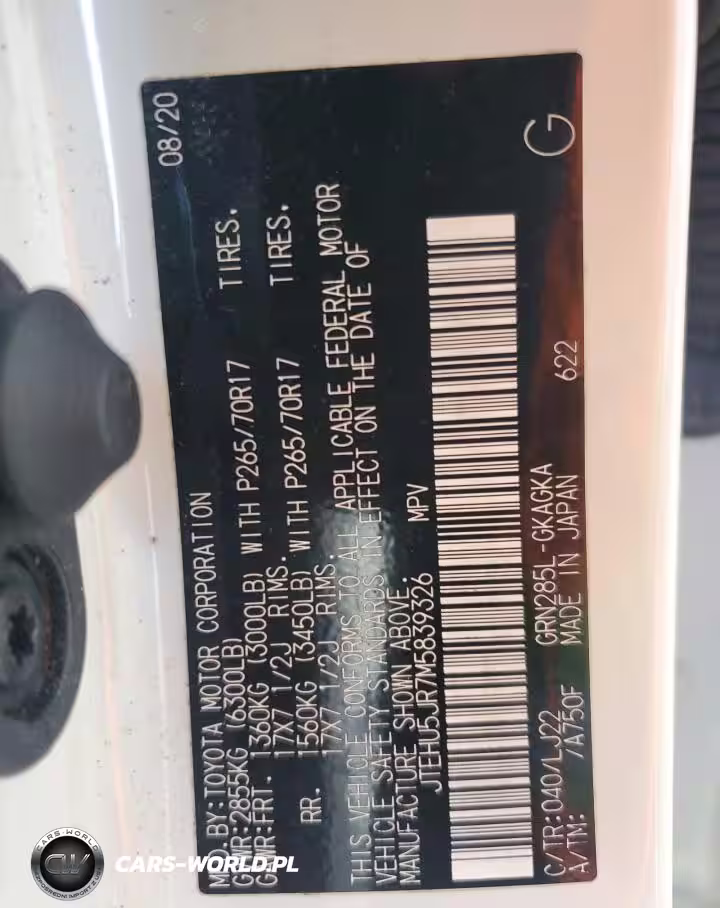 MFD. BY:TOYOTA MOTOR CORPORATION 08/20
GVWR:2855KG (6300LB)
GAWR:FRT. 1360KG (3000LB) WITH P265/70R17 TIRES.
17X7 1/2J RIMS.
RR. 1560KG (3450LB) WITH P265/70R17 TIRES.
17X7 1/2J RIMS.
THIS VEHICLE CONFORMS TO ALL APPLICABLE FEDERAL MOTOR
VEHICLE SAFETY STANDARDS IN EFFECT ON THE DATE OF
MANUFACTURE SHOWN ABOVE.
JTEHU5JR7M5839326 MPV
C/TR:040/LJ22 GRN285L-GKAGKA G
A/TM: /A750F MADE IN JAPAN 622
CARS-WORLD
CW
CARS-WORLD.PL